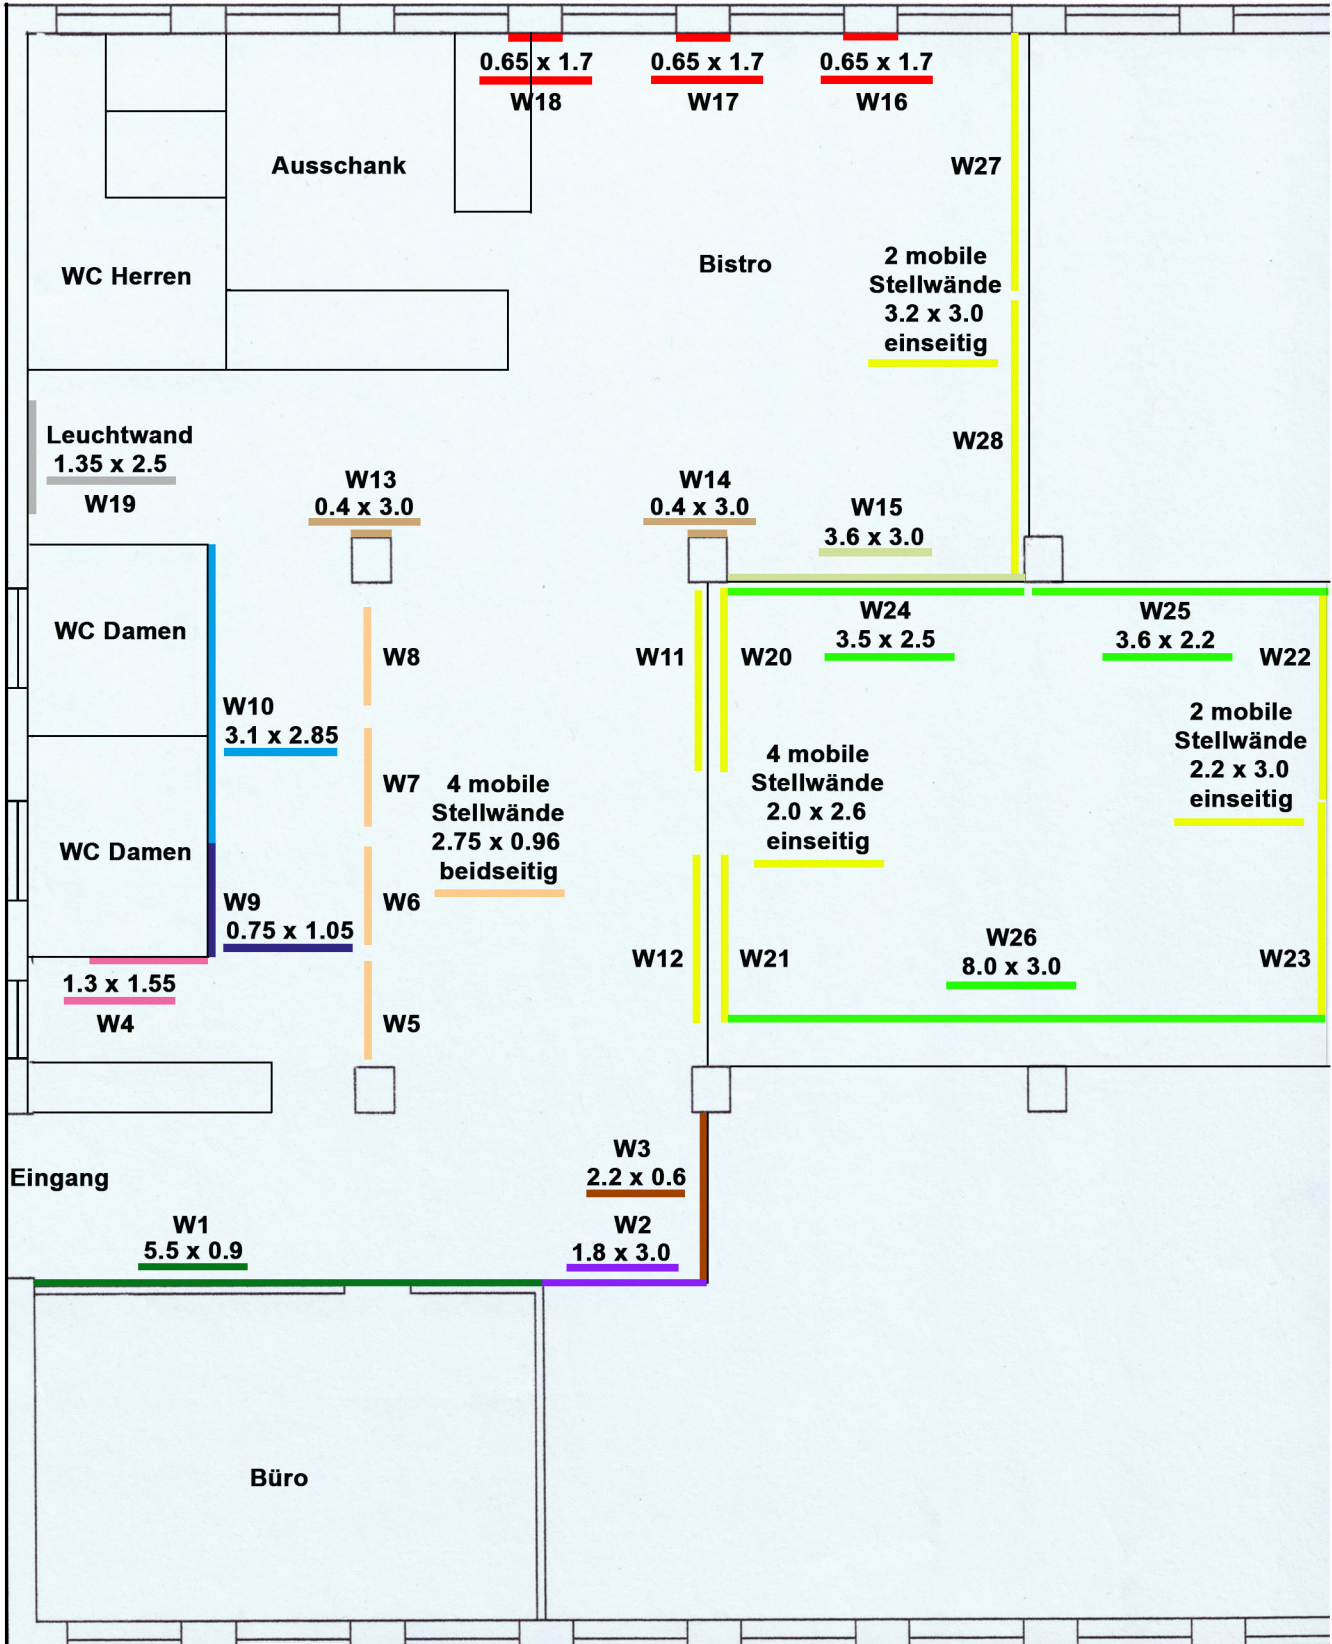 0.65 x 1.7
W18
0.65 x 1.7
W17
0.65 x 1.7
W16
Ausschank
W27
WC Herren
Bistro
2 mobile
Stellwände
3.2 x 3.0
einseitig
Leuchtwand
1.35 x 2.5
W19
W13
0.4 x 3.0
W14
0.4 x 3.0
W28
W15
3.6 x 3.0
WC Damen
W8
W11
W20
W24
3.5 x 2.5
W25
3.6 x 2.2
W22
W10
3.1 x 2.85
W7
4 mobile
Stellwände
2.75 x 0.96
beidseitig
4 mobile
Stellwände
2.0 x 2.6
einseitig
2 mobile
Stellwände
2.2 x 3.0
einseitig
WC Damen
W9
0.75 x 1.05
W6
W12
W21
W26
8.0 x 3.0
W23
1.3 x 1.55
W4
W5
Eingang
W3
2.2 x 0.6
W1
5.5 x 0.9
W2
1.8 x 3.0
Büro